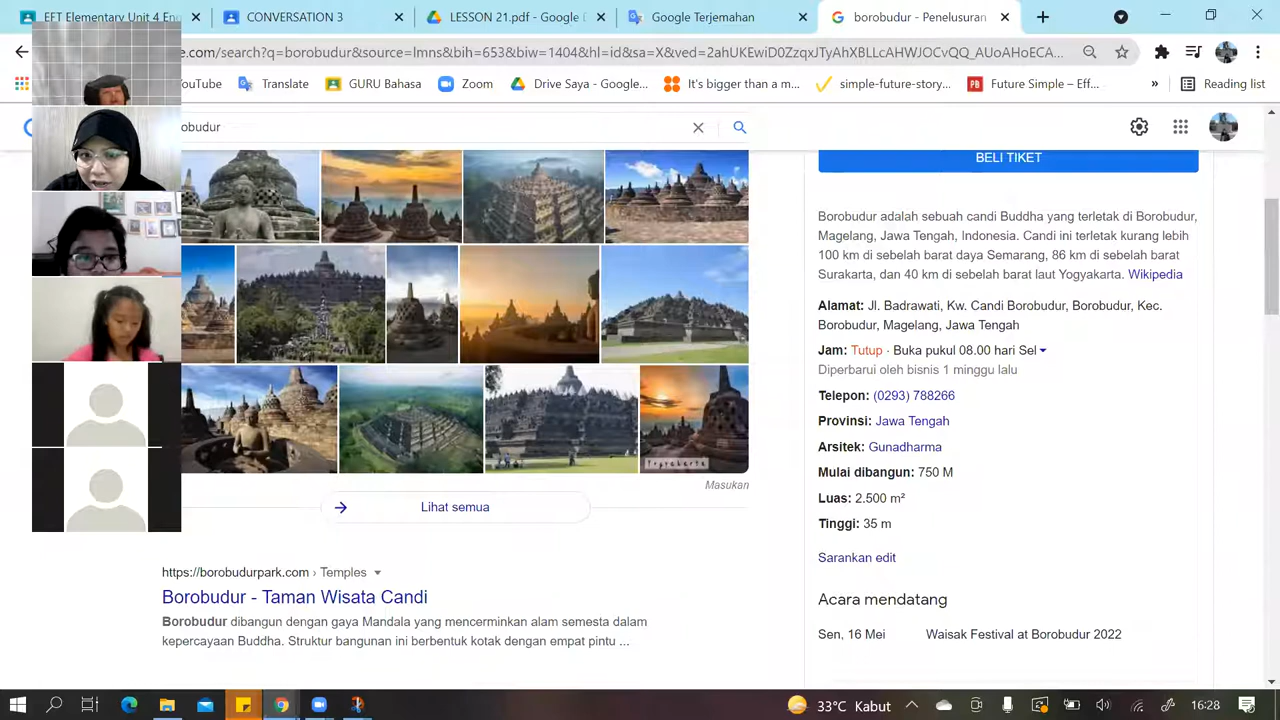 EFT Elementary Unit 4 En
CONVERSATION 3
LESSON 21.pdf - Google D
Google Terjemaan
borobudur - Penelusuran
e.com/search?q=borobudur&source=lmns&bih=653&biw=1404&hl=id&sa=X&ved=2ahUKEwiD0ZzqxJTyAhXBLLcAHWJOCvQQ_AUoAHoECA...
YouTube
Translate
GURU Bahasa
Zoom
Drive Saya - Google...
It's bigger than a m...
simple-future-story...
Future Simple – Eff...
»
Reading list
obudur
BELI TIKET
Borobudur adalah sebuah candi Buddha yang terletak di Borobudur,
Magelang, Jawa Tengah, Indonesia. Candi ini terletak kurang lebih
100 km di sebelah barat daya Semarang, 86 km di sebelah barat
Surakarta, dan 40 km di sebelah barat laut Yogyakarta. Wikipedia
Alamat: Jl. Badrawati, Kw. Candi Borobudur, Borobudur, Kec.
Borobudur, Magelang, Jawa Tengah
Jam: Tutup · Buka pukul 08.00 hari Sel
Diperbarui oleh bisnis 1 minggu lalu
Telepon: (0293) 788266
Provinsi: Jawa Tengah
Arsitek: Gunadharma
Mulai dibangun: 750 M
Luas: 2.500 m²
Tinggi: 35 m
Sarankan edit
Acara mendatang
Sen, 16 Mei Waisak Festival at Borobudur 2022
Yogyakarta
Masukan
Lihat semua
https://borobudurpark.com › Temples
Borobudur - Taman Wisata Candi
Borobudur dibangun dengan gaya Mandala yang mencerminkan alam semesta dalam
kepercayaan Buddha. Struktur bangunan ini berbentuk kotak dengan empat pintu ...
33°C Kabut
16:28